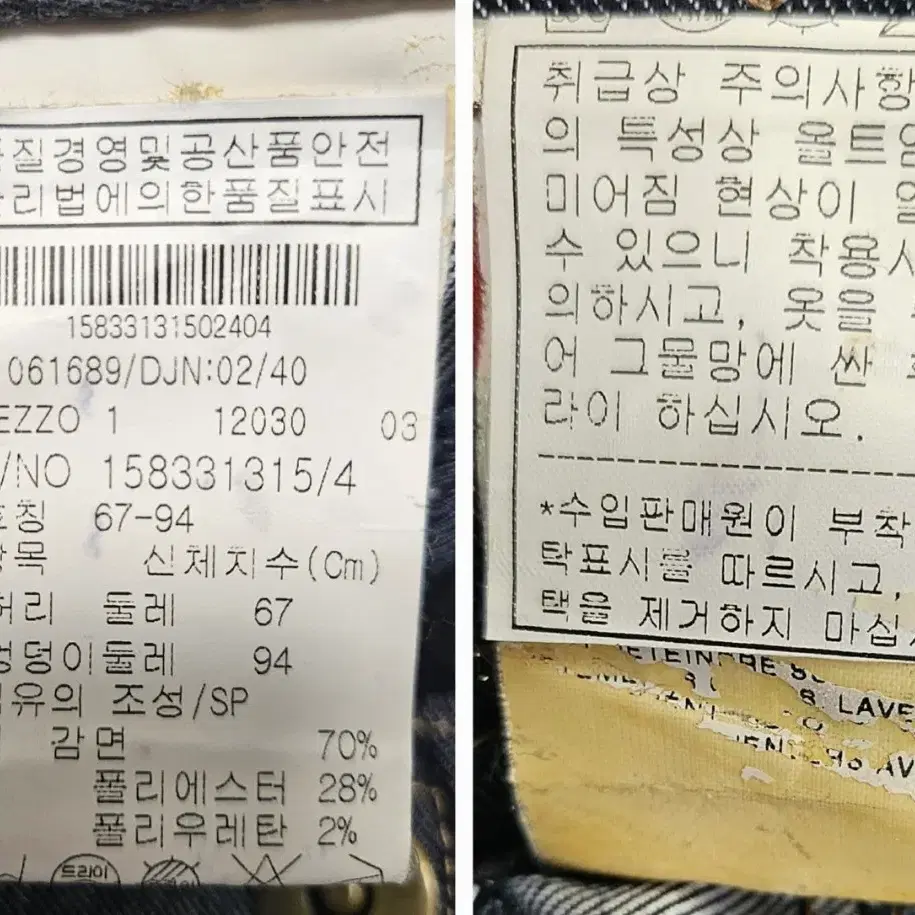 질경영및공산품안전
리법에의한품질표시
15833131502404
061689/DJN:02/40
EZZO 1 12030 03
/NO 158331315/4
호칭 67-94
항목 신체치수(Cm)
허리 둘레 67
엉덩이둘레 94
섬유의 조성/SP
감면 70%
폴리에스터 28%
폴리우레탄 2%
드라이
취급상 주의사항
의 특성상 올트임
미어짐 현상이 일
수 있으니 착용시
의하시고, 옷을
어 그물망에 싼
라이 하십시오.
*수입판매원이 부착
탁표시를 따르시고,
택을 제거하지 마십시
LAVE
AV